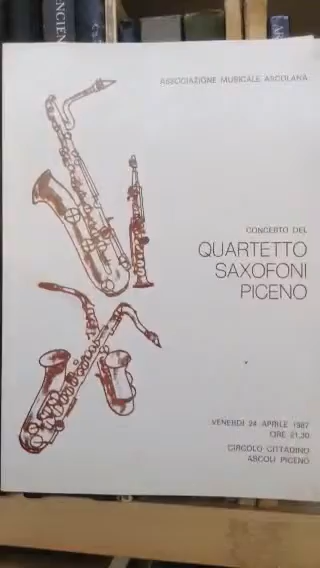 ANCIEN
ASSOCIAZIONE MUSICALE ASCOLANA
CONCERTO DEL
QUARTETTO
SAXOFONI
PICENO
VENERDI 24 APRILE 1987
ORE 21,30
CIRCOLO CITTADINO
ASCOLI PICENO